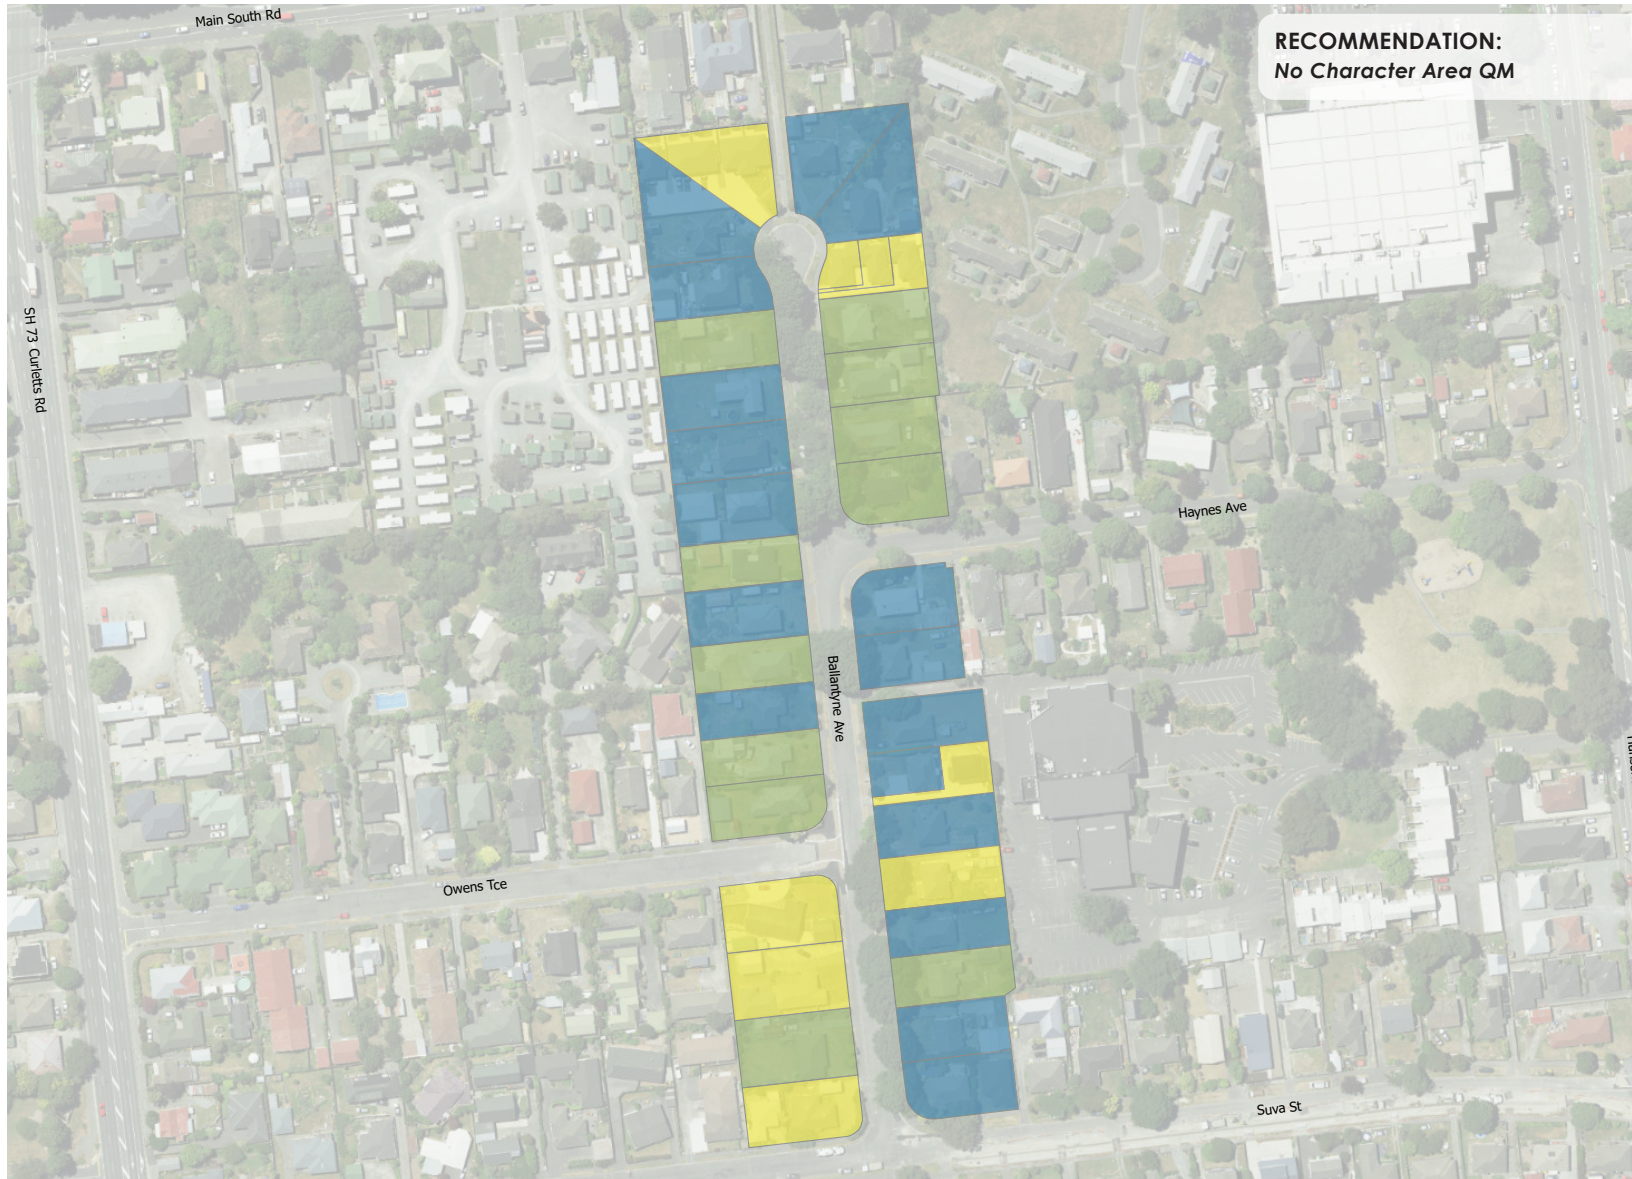 Main South Rd
RECOMMENDATION:
No Character Area QM
SH 73 Curletts Rd
Haynes Ave
Ballantyne Ave
Owens Tce
Suva St